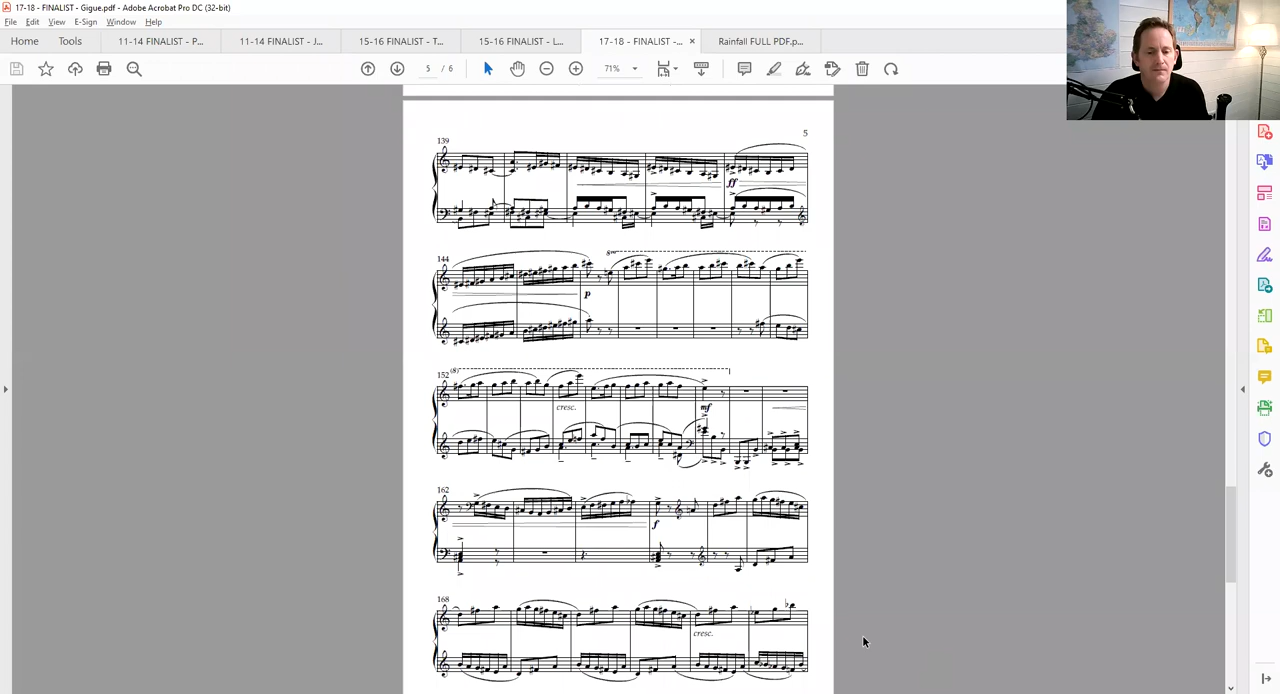 17-18 - FINALIST - Gigue.pdf - Adobe Acrobat Pro DC (32-bit)
File Edit View E-Sign Window Help
Home Tools 11-14 FINALIST - P... 11-14 FINALIST - J... 15-16 FINALIST - T... 15-16 FINALIST - L... 17-18 - FINALIST -... × Rainfall FULL PDF.p...
5 / 6 71%
5
139
ff
144
8va
p
152
(8)
cresc.
mf
162
f
168
cresc.